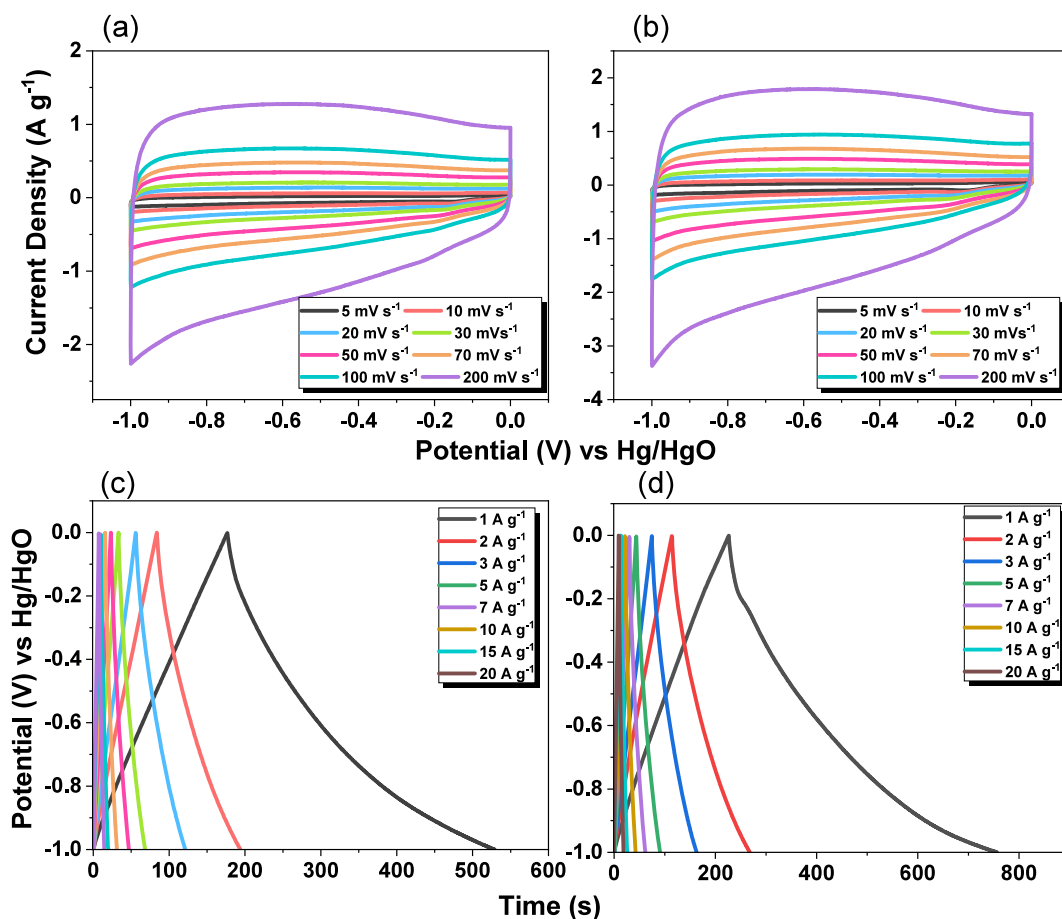 (a)
(b)
Current Density (A g⁻¹)
2
1
0
-1
-2
5 mV s⁻¹ 10 mV s⁻¹
20 mV s⁻¹ 30 mVs⁻¹
50 mV s⁻¹ 70 mV s⁻¹
100 mV s⁻¹ 200 mV s⁻¹
-1.0 -0.8 -0.6 -0.4 -0.2 0.0
2
1
0
-1
-2
-3
-4
5 mV s⁻¹ 10 mV s⁻¹
20 mV s⁻¹ 30 mVs⁻¹
50 mV s⁻¹ 70 mV s⁻¹
100 mV s⁻¹ 200 mV s⁻¹
-1.0 -0.8 -0.6 -0.4 -0.2 0.0
Potential (V) vs Hg/HgO
(c)
(d)
Potential (V) vs Hg/HgO
0.0
-0.2
-0.4
-0.6
-0.8
-1.0
1 A g⁻¹
2 A g⁻¹
3 A g⁻¹
5 A g⁻¹
7 A g⁻¹
10 A g⁻¹
15 A g⁻¹
20 A g⁻¹
0 100 200 300 400 500 600
0.0
-0.2
-0.4
-0.6
-0.8
-1.0
1 A g⁻¹
2 A g⁻¹
3 A g⁻¹
5 A g⁻¹
7 A g⁻¹
10 A g⁻¹
15 A g⁻¹
20 A g⁻¹
0 200 400 600 800
Time (s)